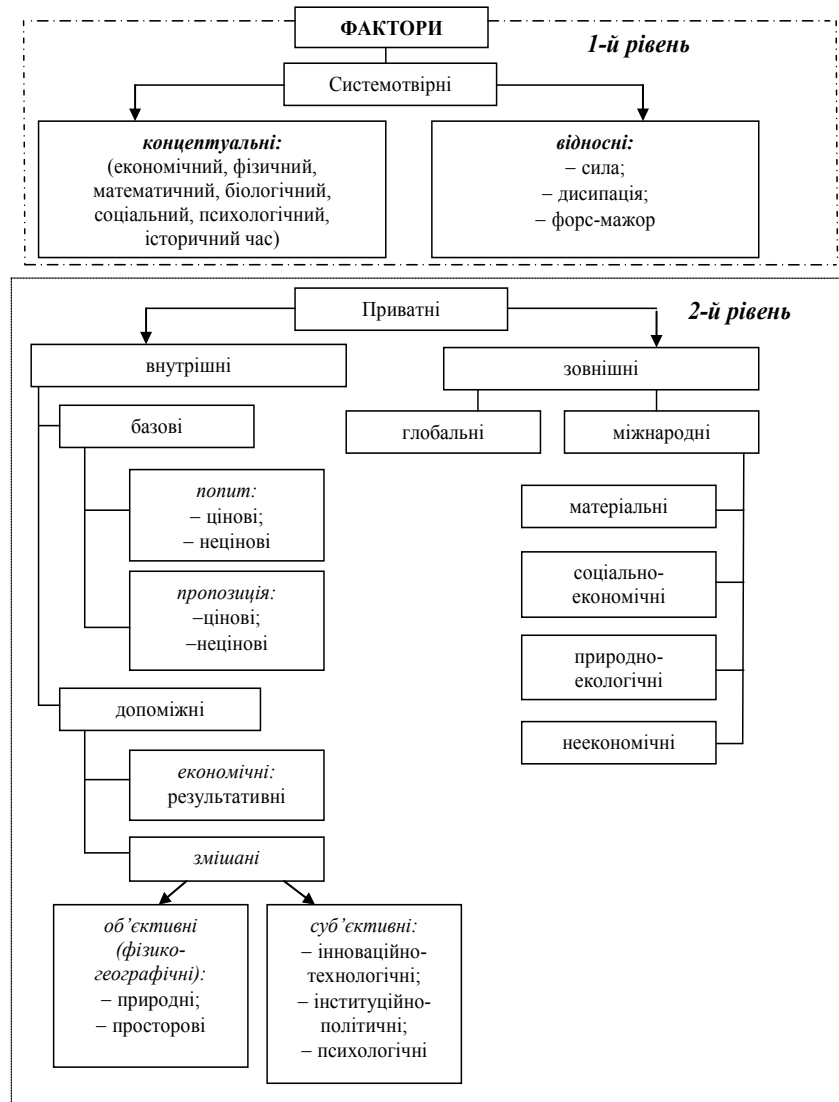 ФАКТОРИ
1-й рівень
Системотвірні
концептуальні:
(економічний, фізичний,
математичний, біологічний,
соціальний, психологічний,
історичний час)
відносні:
– сила;
– дисипація;
– форс-мажор
Приватні
2-й рівень
внутрішні
зовнішні
базові
глобальні
міжнародні
попит:
– цінові;
– нецінові
матеріальні
пропозиція:
–цінові;
–нецінові
соціально-
економічні
природно-
екологічні
допоміжні
неекономічні
економічні:
результативні
змішані
об’єктивні
(фізико-
географічні):
– природні;
– просторові
суб’єктивні:
– інноваційно-
технологічні;
– інституційно-
політичні;
– психологічні